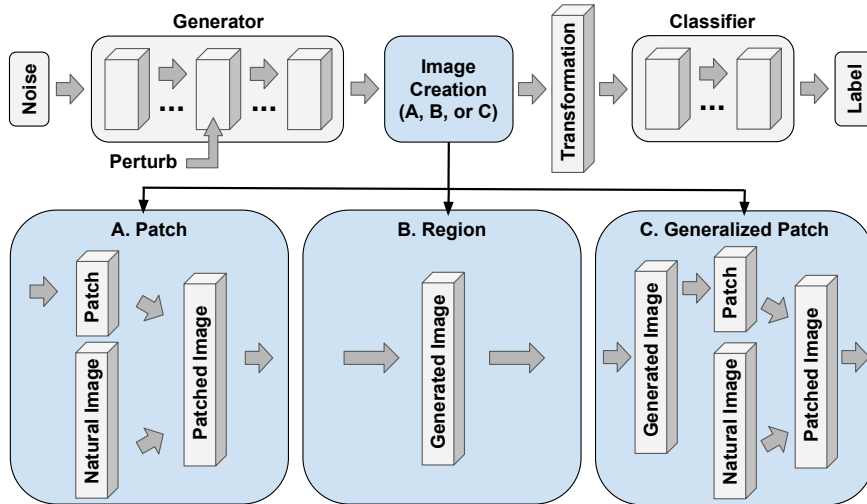 Generator
Classifier
Noise
...
...
Perturb
Image
Creation
(A, B, or C)
Transformation
...
Label
A. Patch
Patch
Natural Image
Patched Image
B. Region
Generated Image
C. Generalized Patch
Generated Image
Patch
Natural Image
Patched Image